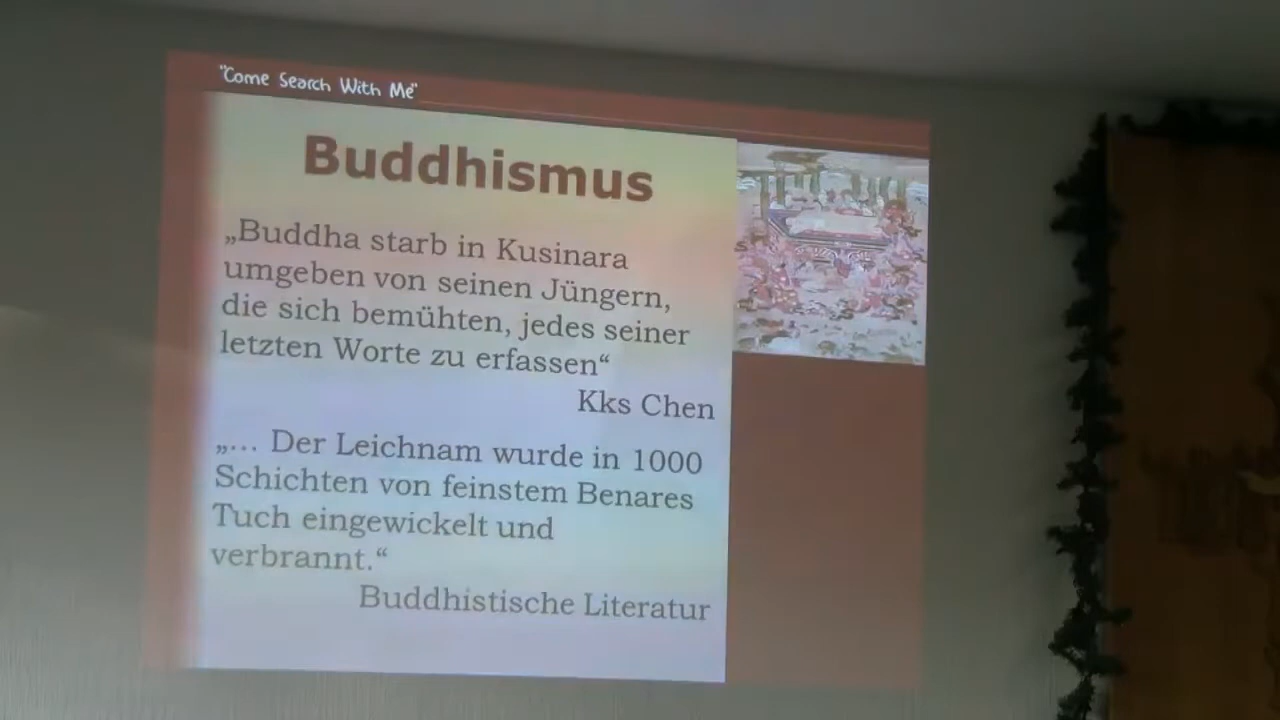 "Come Search With Me"
Buddhismus
„Buddha starb in Kusinara
umgeben von seinen Jüngern,
die sich bemühten, jedes seiner
letzten Worte zu erfassen“
Kks Chen
„… Der Leichnam wurde in 1000
Schichten von feinstem Benares
Tuch eingewickelt und
verbrannt.“
Buddhistische Literatur